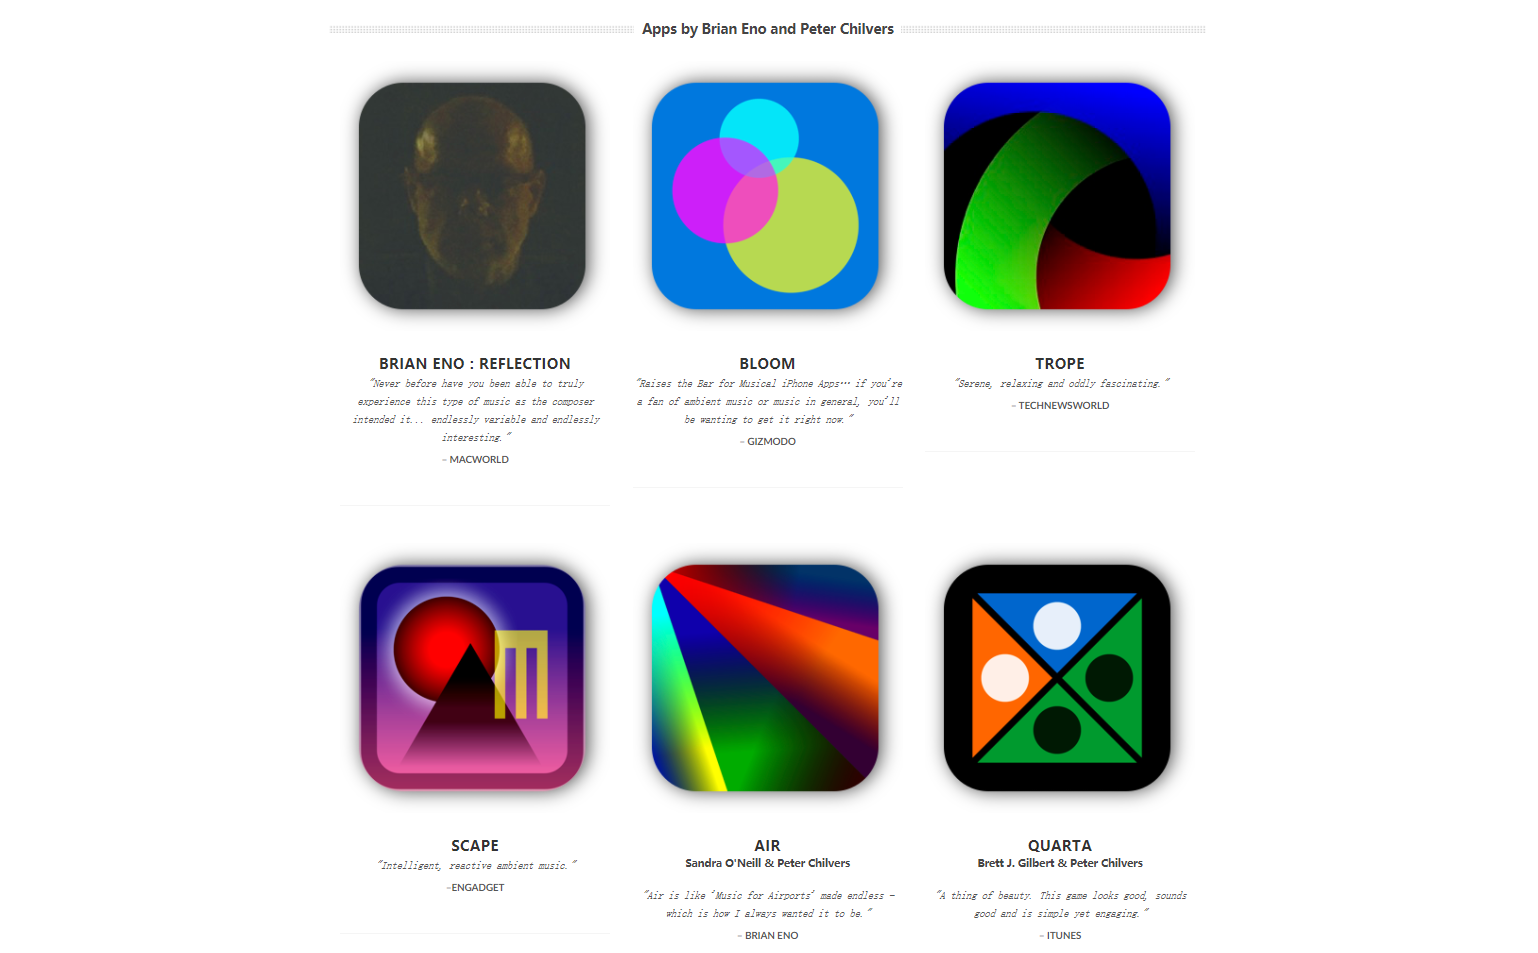 Apps by Brian Eno and Peter Chilvers
BRIAN ENO : REFLECTION
"Never before have you been able to truly
experience this type of music as the composer
intended it... endlessly variable and endlessly
interesting."
– MACWORLD
BLOOM
"Raises the Bar for Musical iPhone Apps… if you're
a fan of ambient music or music in general, you'll
be wanting to get it right now."
– GIZMODO
TROPE
"Serene, relaxing and oddly fascinating."
– TECHNEWSWORLD
SCAPE
"Intelligent, reactive ambient music."
–ENGADGET
AIR
Sandra O'Neill & Peter Chilvers
"Air is like 'Music for Airports' made endless –
which is how I always wanted it to be."
– BRIAN ENO
QUARTA
Brett J. Gilbert & Peter Chilvers
"A thing of beauty. This game looks good, sounds
good and is simple yet engaging."
– ITUNES